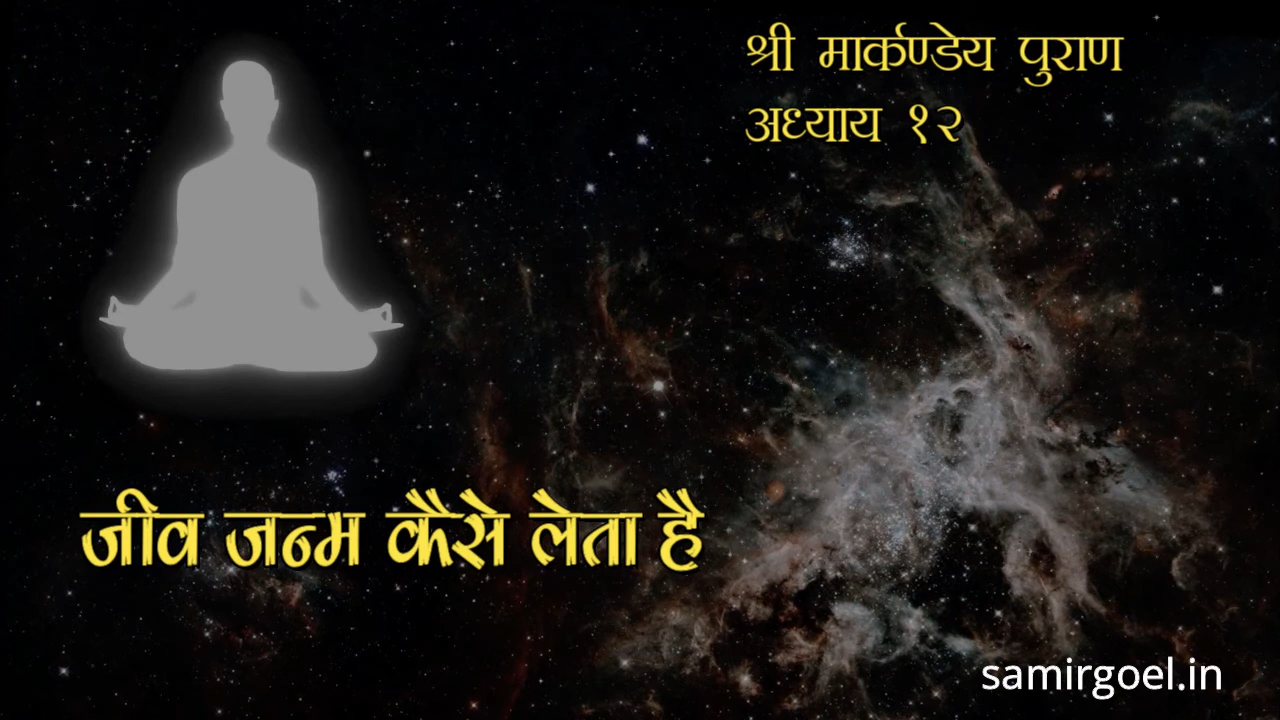 श्री मार्कण्डेय पुराण
अध्याय १२
जीव जन्म कैसे लेता है
samirgoel.in